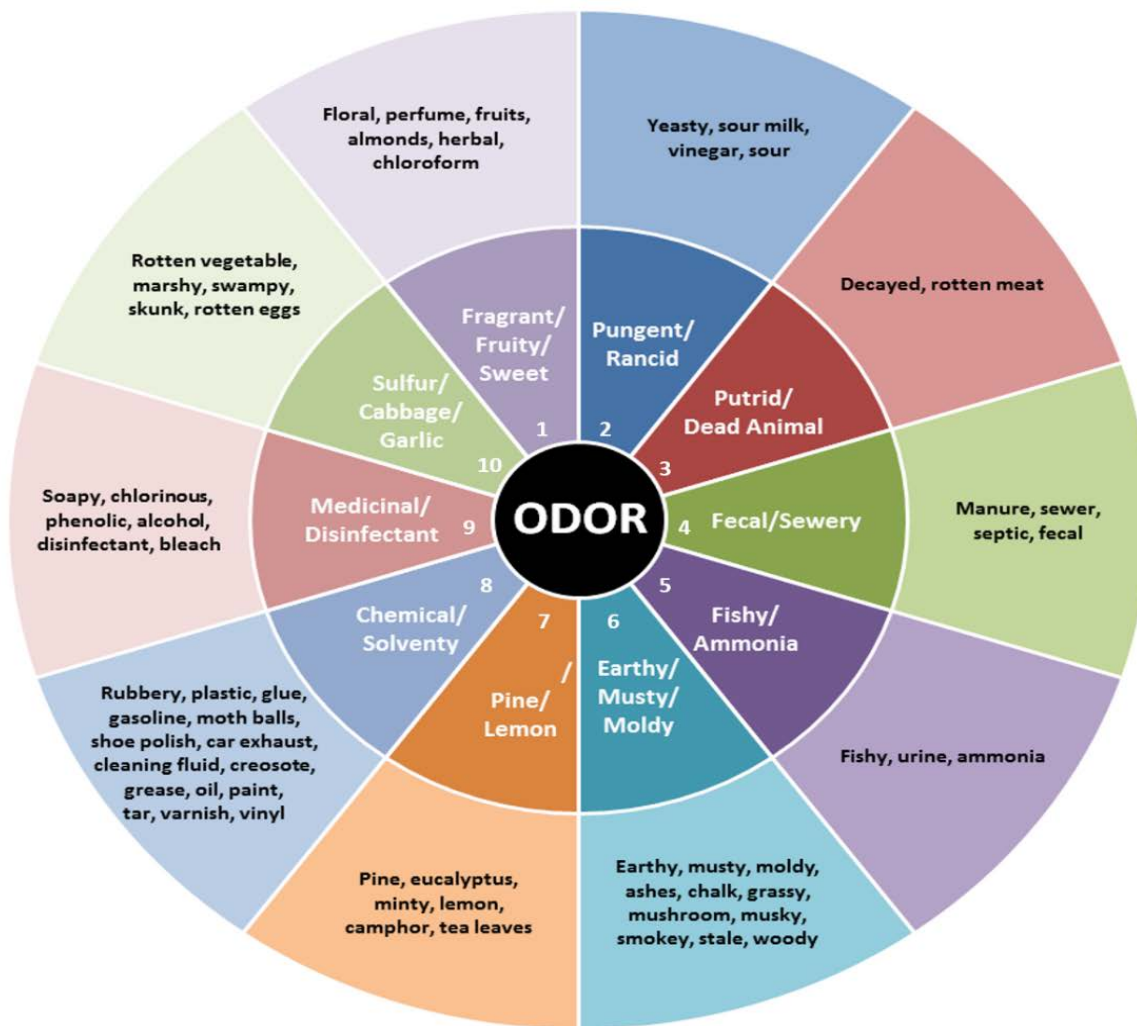 Floral, perfume, fruits,
almonds, herbal,
chloroform
Yeasty, sour milk,
vinegar, sour
Decayed, rotten meat
Manure, sewer,
septic, fecal
Fishy, urine, ammonia
Earthy, musty, moldy,
ashes, chalk, grassy,
mushroom, musky,
smokey, stale, woody
Pine, eucalyptus,
minty, lemon,
camphor, tea leaves
Rubbery, plastic, glue,
gasoline, moth balls,
shoe polish, car exhaust,
cleaning fluid, creosote,
grease, oil, paint,
tar, varnish, vinyl
Soapy, chlorinous,
phenolic, alcohol,
disinfectant, bleach
Rotten vegetable,
marshy, swampy,
skunk, rotten eggs
Fragrant/
Fruity/
Sweet
1
Pungent/
Rancid
2
Putrid/
Dead Animal
3
Fecal/Sewery
4
Fishy/
Ammonia
5
Earthy/
Musty/
Moldy
6
/
Pine/
Lemon
7
Chemical/
Solventy
8
Medicinal/
Disinfectant
9
Sulfur/
Cabbage/
Garlic
10
ODOR